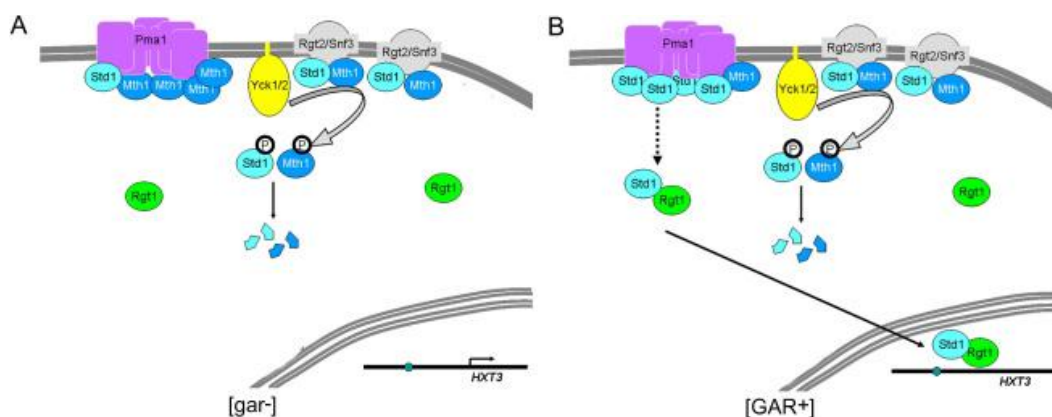 A
Pma1
Std1
Mth1
Mth1
Mth1
Mth1
Yck1/2
Rgt2/Snf3
Std1
Mth1
Rgt2/Snf3
Std1
Mth1
P
P
Std1
Mth1
Rgt1
Rgt1
HXT3
[gar-]
B
Pma1
Std1
Std1
Std1
Std1
Mth1
Yck1/2
Rgt2/Snf3
Std1
Mth1
Rgt2/Snf3
Std1
Mth1
P
P
Std1
Mth1
Std1
Rgt1
Rgt1
Std1
Rgt1
HXT3
[GAR+]